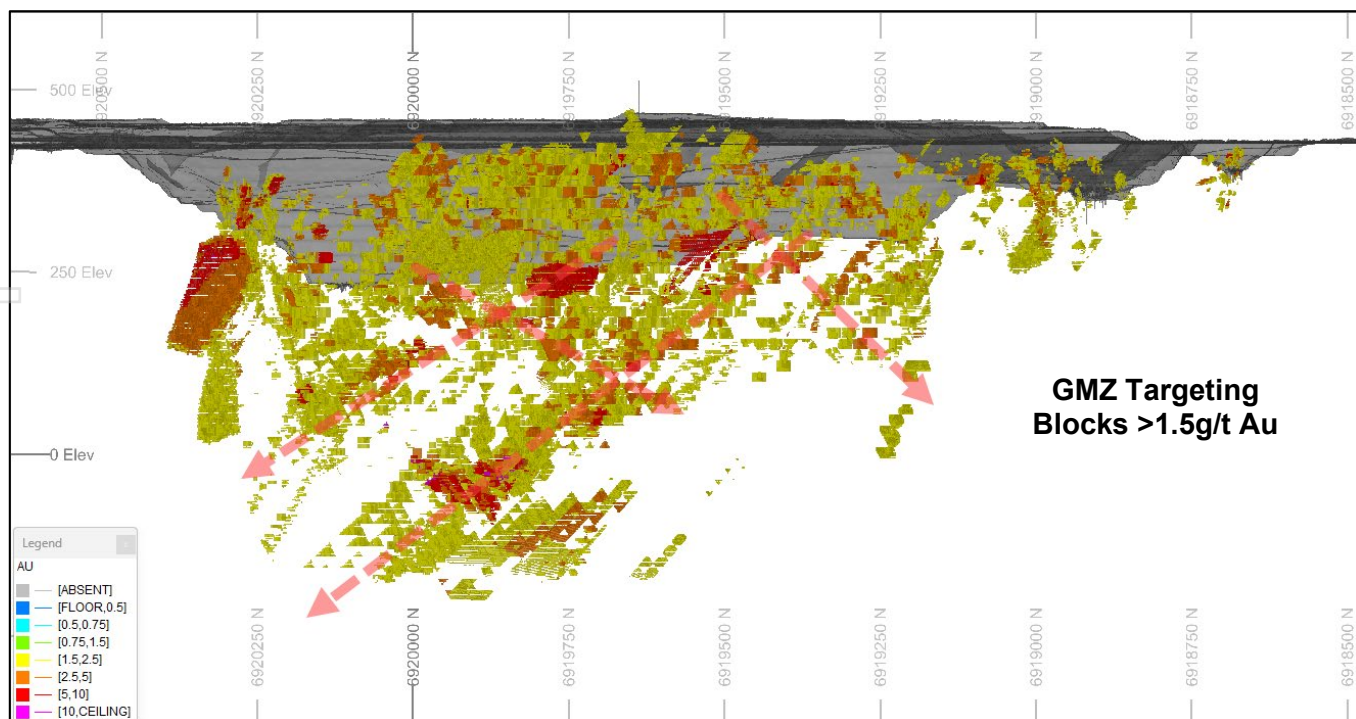 6920500 N
6920250 N
6920000 N
6919750 N
6919500 N
6919250 N
6919000 N
6918750 N
6918500 N
500 Elev
250 Elev
0 Elev
GMZ Targeting
Blocks >1.5g/t Au
Legend
AU
[ABSENT]
[FLOOR,0.5]
[0.5,0.75]
[0.75,1.5]
[1.5,2.5]
[2.5,5]
[5,10]
[10,CEILING]
6920250 N
6920000 N
6919750 N
6919500 N
6919250 N
6919000 N
6918750 N
6918500 N